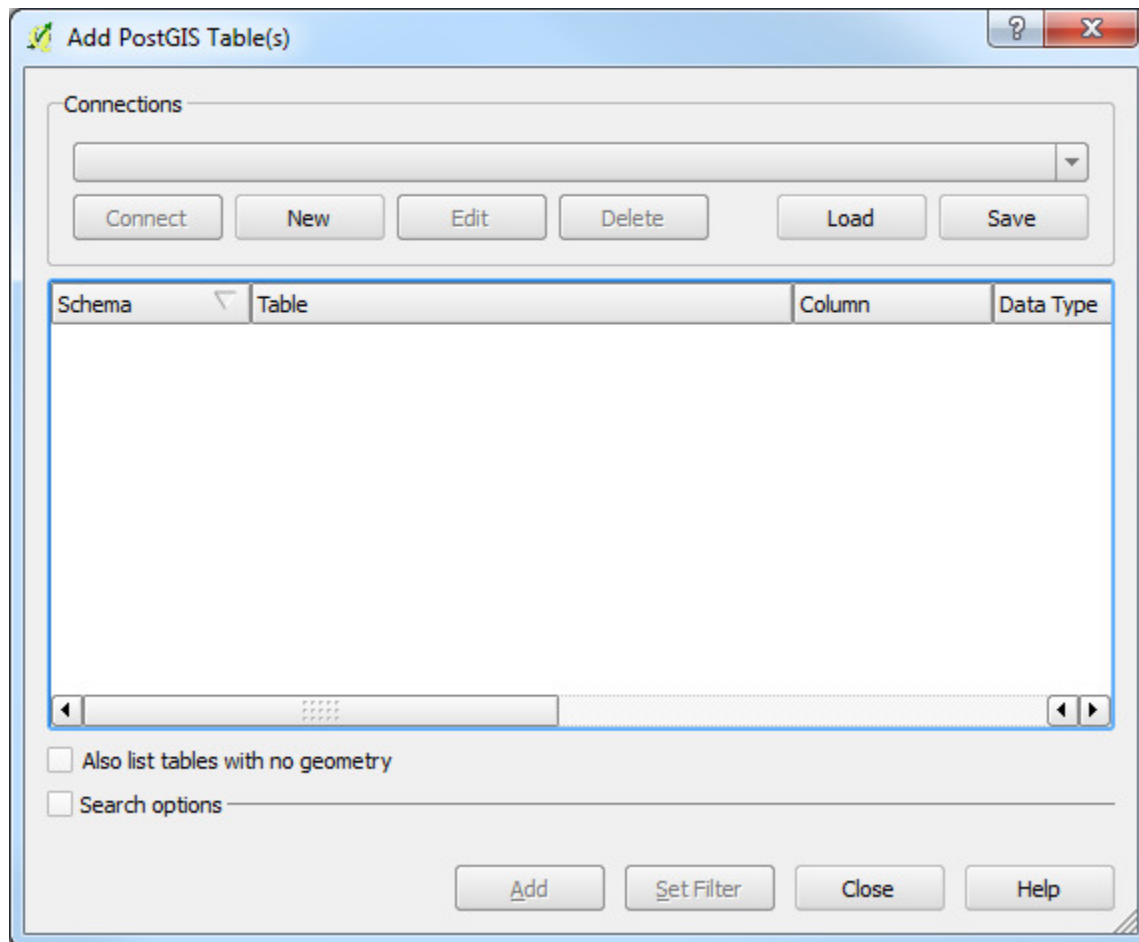 Add PostGIS Table(s)
Connections
Connect New Edit Delete Load Save
Schema Table Column Data Type
Also list tables with no geometry
Search options
Add Set Filter Close Help